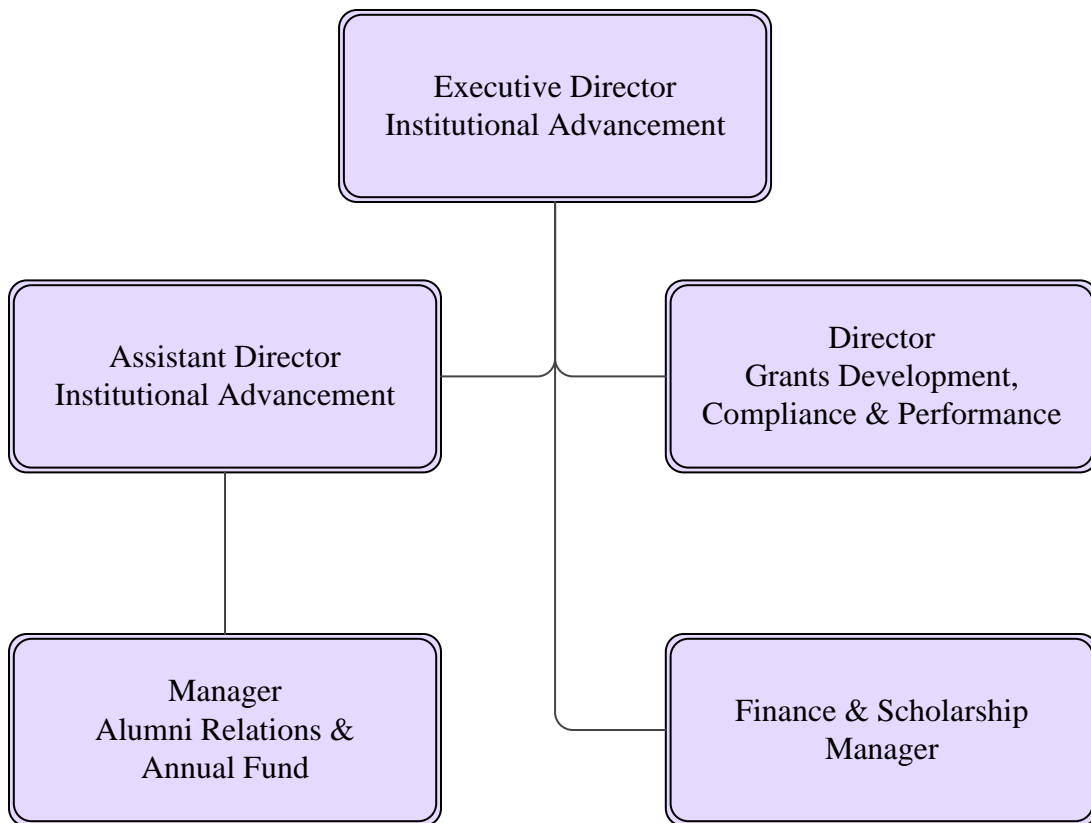 Executive Director
Institutional Advancement
Assistant Director
Institutional Advancement
Director
Grants Development,
Compliance & Performance
Manager
Alumni Relations &
Annual Fund
Finance & Scholarship
Manager